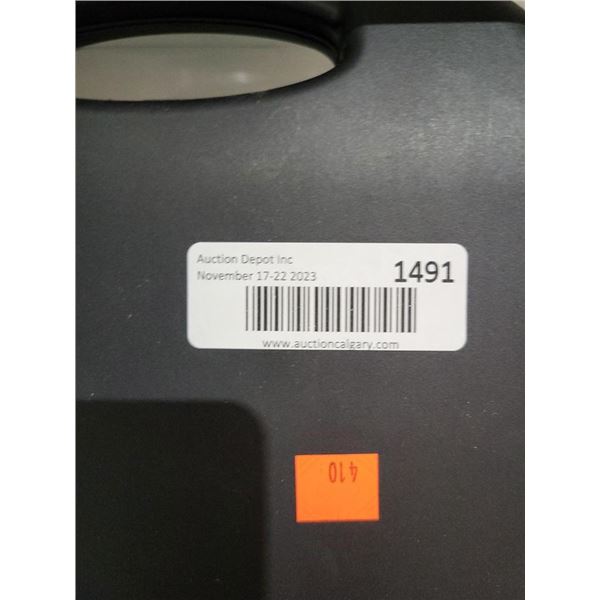 Auction Depot Inc
November 17-22 2023
1491
www.auctioncalgary.com
410